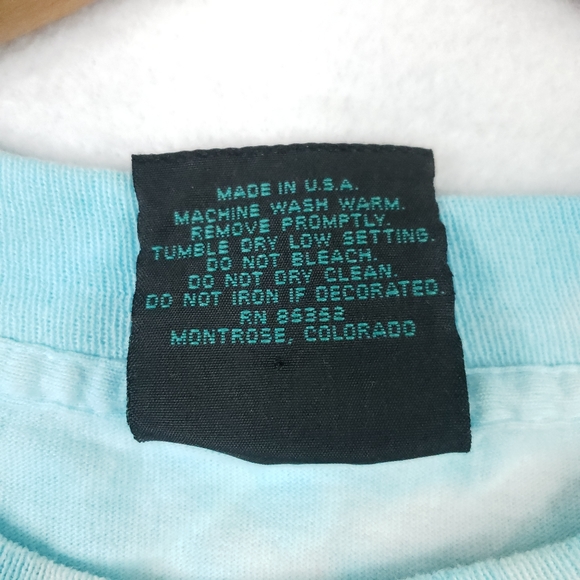 MADE IN U.S.A.
MACHINE WASH WARM.
REMOVE PROMPTLY.
TUMBLE DRY LOW SETTING.
DO NOT BLEACH.
DO NOT DRY CLEAN.
DO NOT IRON IF DECORATED.
RN 85352
MONTROSE, COLORADO